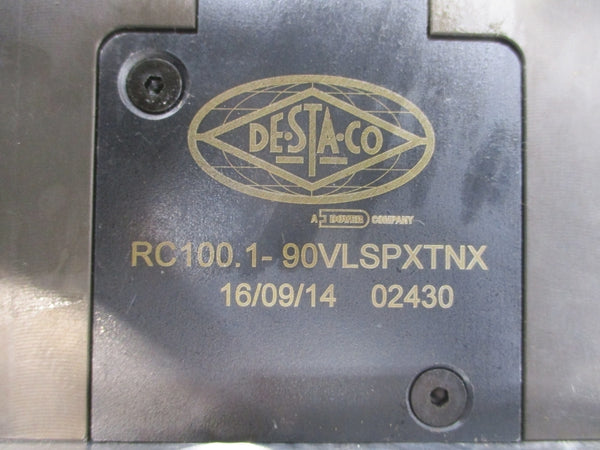 DE·STA·CO
A DOVER COMPANY
RC100.1- 90VLSPXTNX
16/09/14 02430